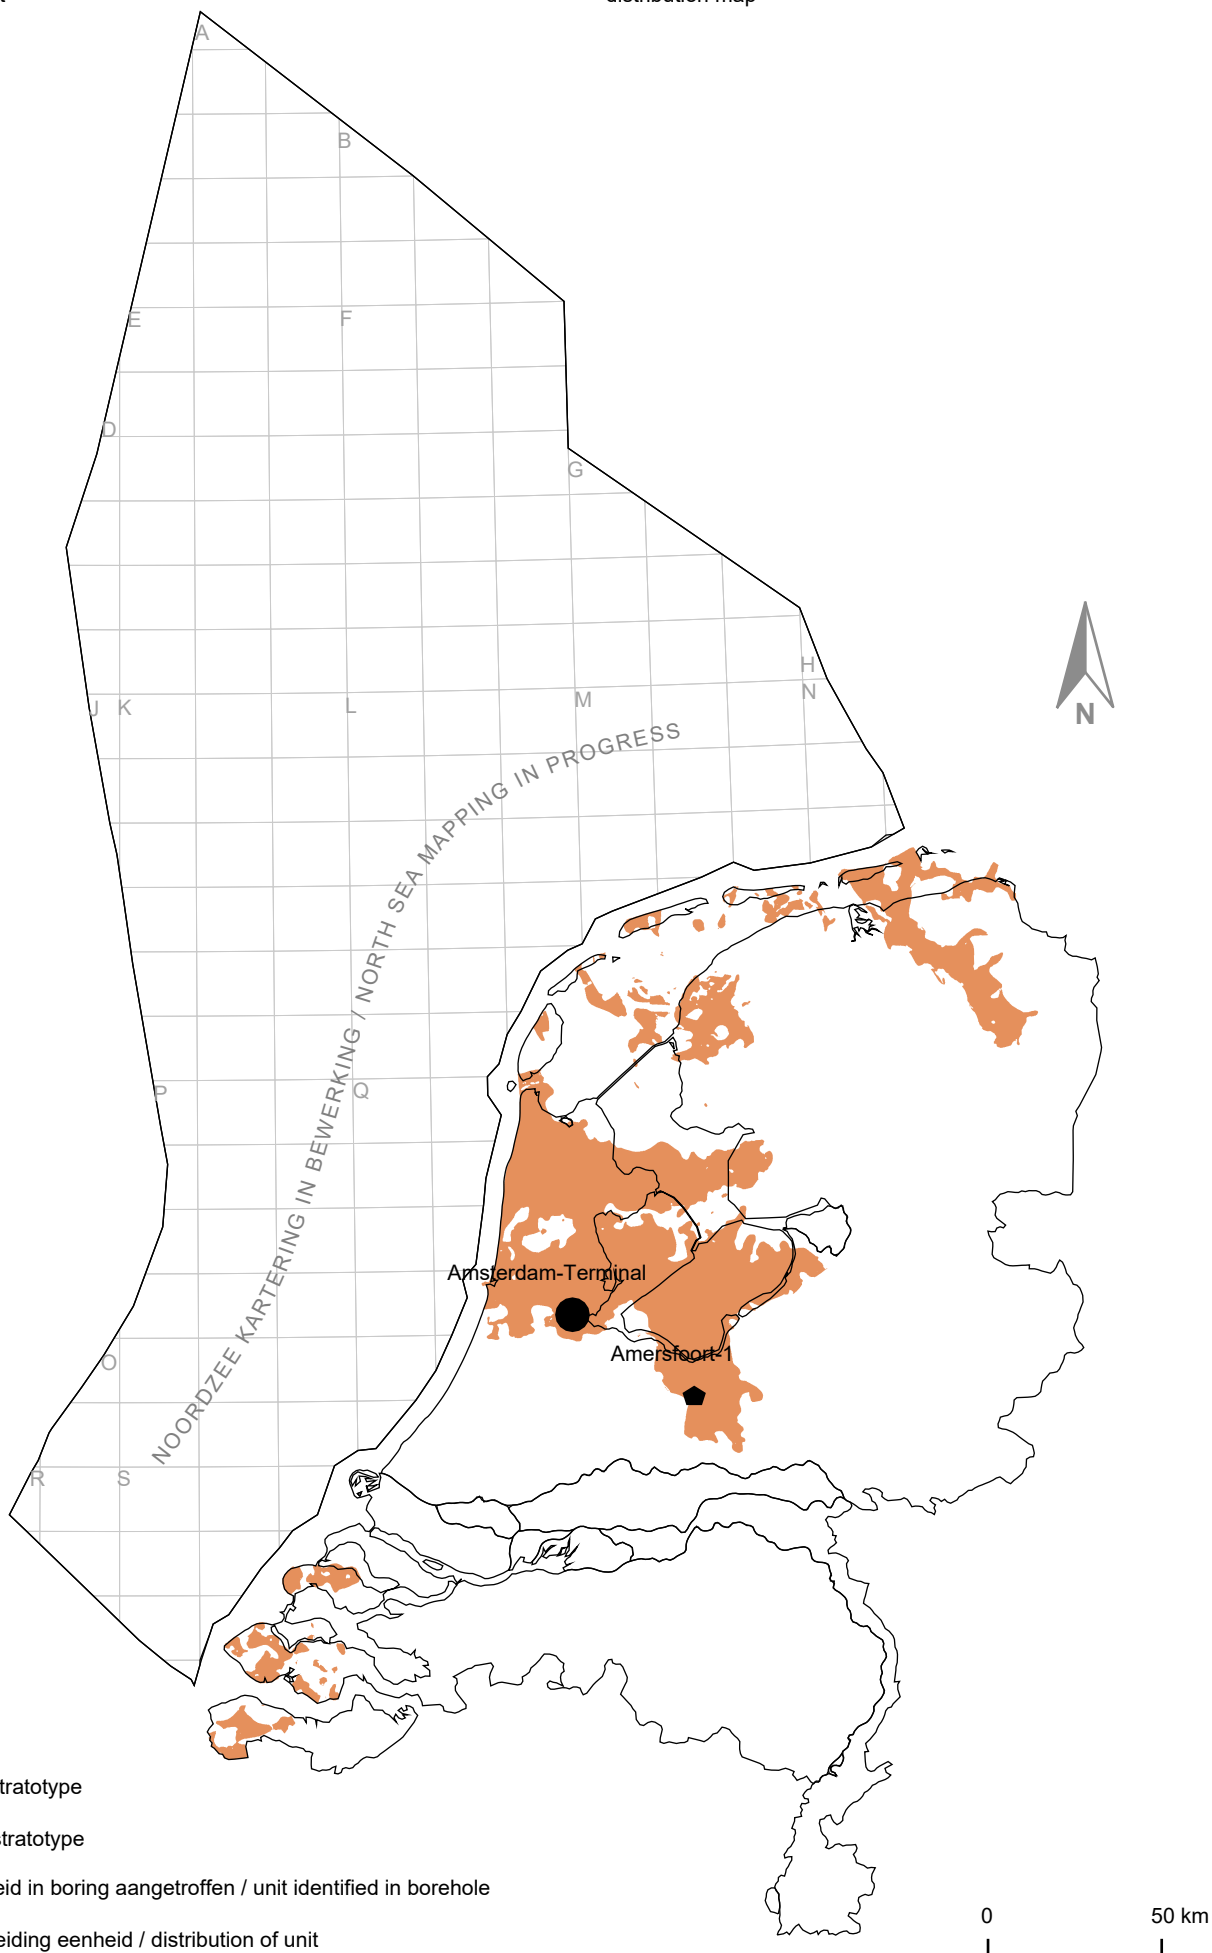 distribution map
A
B
E
F
D
G
H
N
J
K
L
M
N
NOORDZEE KARTERING IN BEWERKING / NORTH SEA MAPPING IN PROGRESS
P
Q
Amsterdam-Terminal
Amersfoort-1
O
R
S
tratotype
stratotype
eid in boring aangetroffen / unit identified in borehole
eiding eenheid / distribution of unit
0
50 km